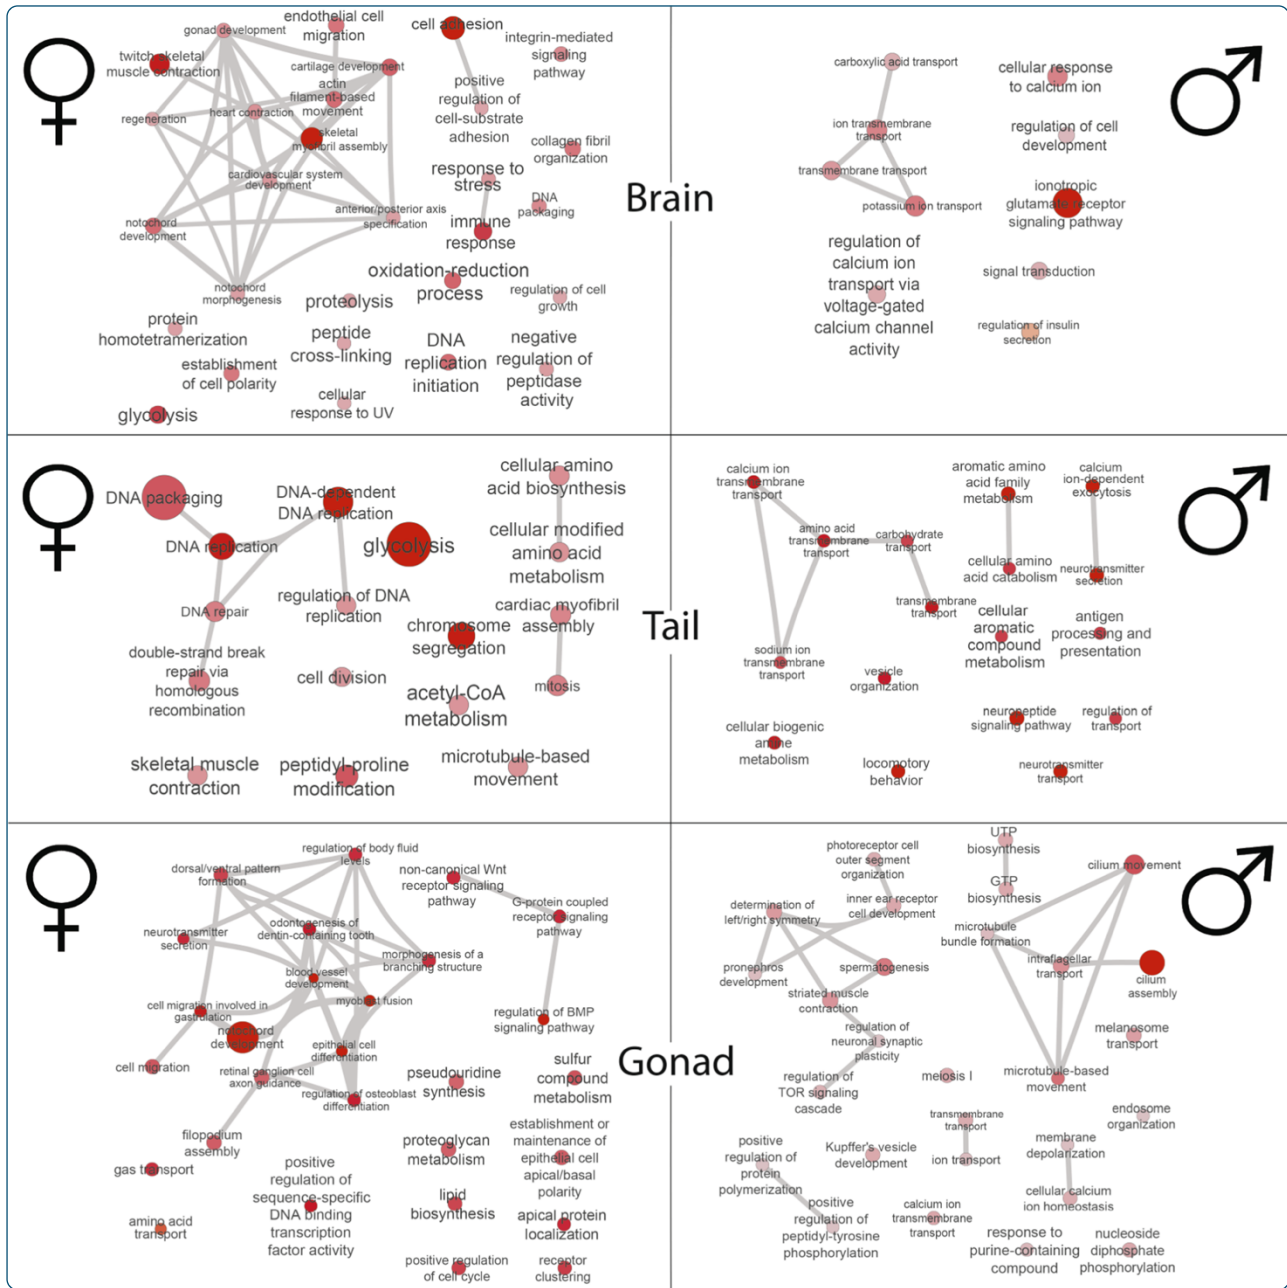 gonad development
endothelial cell
migration
cell adhesion
integrin-mediated
signaling
pathway
twitch skeletal
muscle contraction
cartilage development
actin
filament-based
movement
positive
regulation of
cell-substrate
adhesion
regeneration
heart contraction
skeletal
myofibril assembly
collagen fibril
organization
cardiovascular system
development
response to
stress
DNA
packaging
notochord
development
anterior/posterior axis
specification
immune
response
notochord
morphogenesis
oxidation-reduction
process
proteolysis
regulation of cell
growth
protein
homotetramerization
peptide
cross-linking
DNA
replication
initiation
negative
regulation of
peptidase
activity
establishment
of cell polarity
cellular
response to UV
glycolysis
Brain
carboxylic acid transport
cellular response
to calcium ion
ion transmembrane
transport
regulation of cell
development
transmembrane transport
potassium ion transport
ionotropic
glutamate receptor
signaling pathway
regulation of
calcium ion
transport via
voltage-gated
calcium channel
activity
signal transduction
regulation of insulin
secretion
DNA packaging
DNA-dependent
DNA replication
cellular amino
acid biosynthesis
DNA replication
glycolysis
cellular modified
amino acid
metabolism
DNA repair
regulation of DNA
replication
cardiac myofibril
assembly
chromosome
segregation
double-strand break
repair via
homologous
recombination
cell division
acetyl-CoA
metabolism
mitosis
skeletal muscle
contraction
peptidyl-proline
modification
microtubule-based
movement
Tail
calcium ion
transmembrane
transport
aromatic amino
acid family
metabolism
calcium
ion-dependent
exocytosis
amino acid
transmembrane
transport
carbohydrate
transport
cellular amino
acid catabolism
neurotransmitter
secretion
transmembrane
transport
cellular
aromatic
compound
metabolism
antigen
processing and
presentation
sodium ion
transmembrane
transport
vesicle
organization
cellular biogenic
amine
metabolism
neuropeptide
signaling pathway
regulation of
transport
locomotory
behavior
neurotransmitter
transport
regulation of body fluid
levels
dorsal/ventral pattern
formation
non-canonical Wnt
receptor signaling
pathway
G-protein coupled
receptor signaling
pathway
neurotransmitter
secretion
odontogenesis of
dentin-containing tooth
morphogenesis of a
branching structure
blood vessel
development
myoblast fusion
cell migration involved in
gastrulation
notochord
development
regulation of BMP
signaling pathway
epithelial cell
differentiation
cell migration
retinal ganglion cell
axon guidance
regulation of osteoblast
differentiation
pseudouridine
synthesis
sulfur
compound
metabolism
filopodium
assembly
proteoglycan
metabolism
establishment or
maintenance of
epithelial cell
apical/basal
polarity
gas transport
positive
regulation of
sequence-specific
DNA binding
transcription
factor activity
lipid
biosynthesis
amino acid
transport
apical protein
localization
positive regulation
of cell cycle
receptor
clustering
Gonad
UTP
biosynthesis
photoreceptor cell
outer segment
organization
cilium movement
GTP
biosynthesis
inner ear receptor
cell development
determination of
left/right symmetry
microtubule
bundle formation
pronephros
development
spermatogenesis
intraflagellar
transport
cilium
assembly
striated muscle
contraction
regulation of
neuronal synaptic
plasticity
melanosome
transport
regulation of
TOR signaling
cascade
meiosis I
microtubule-based
movement
transmembrane
transport
endosome
organization
positive
regulation of
protein
polymerization
Kupffer's vesicle
development
ion transport
membrane
depolarization
cellular calcium
ion homeostasis
positive
regulation of
peptidyl-tyrosine
phosphorylation
calcium ion
transmembrane
transport
response to
purine-containing
compound
nucleoside
diphosphate
phosphorylation